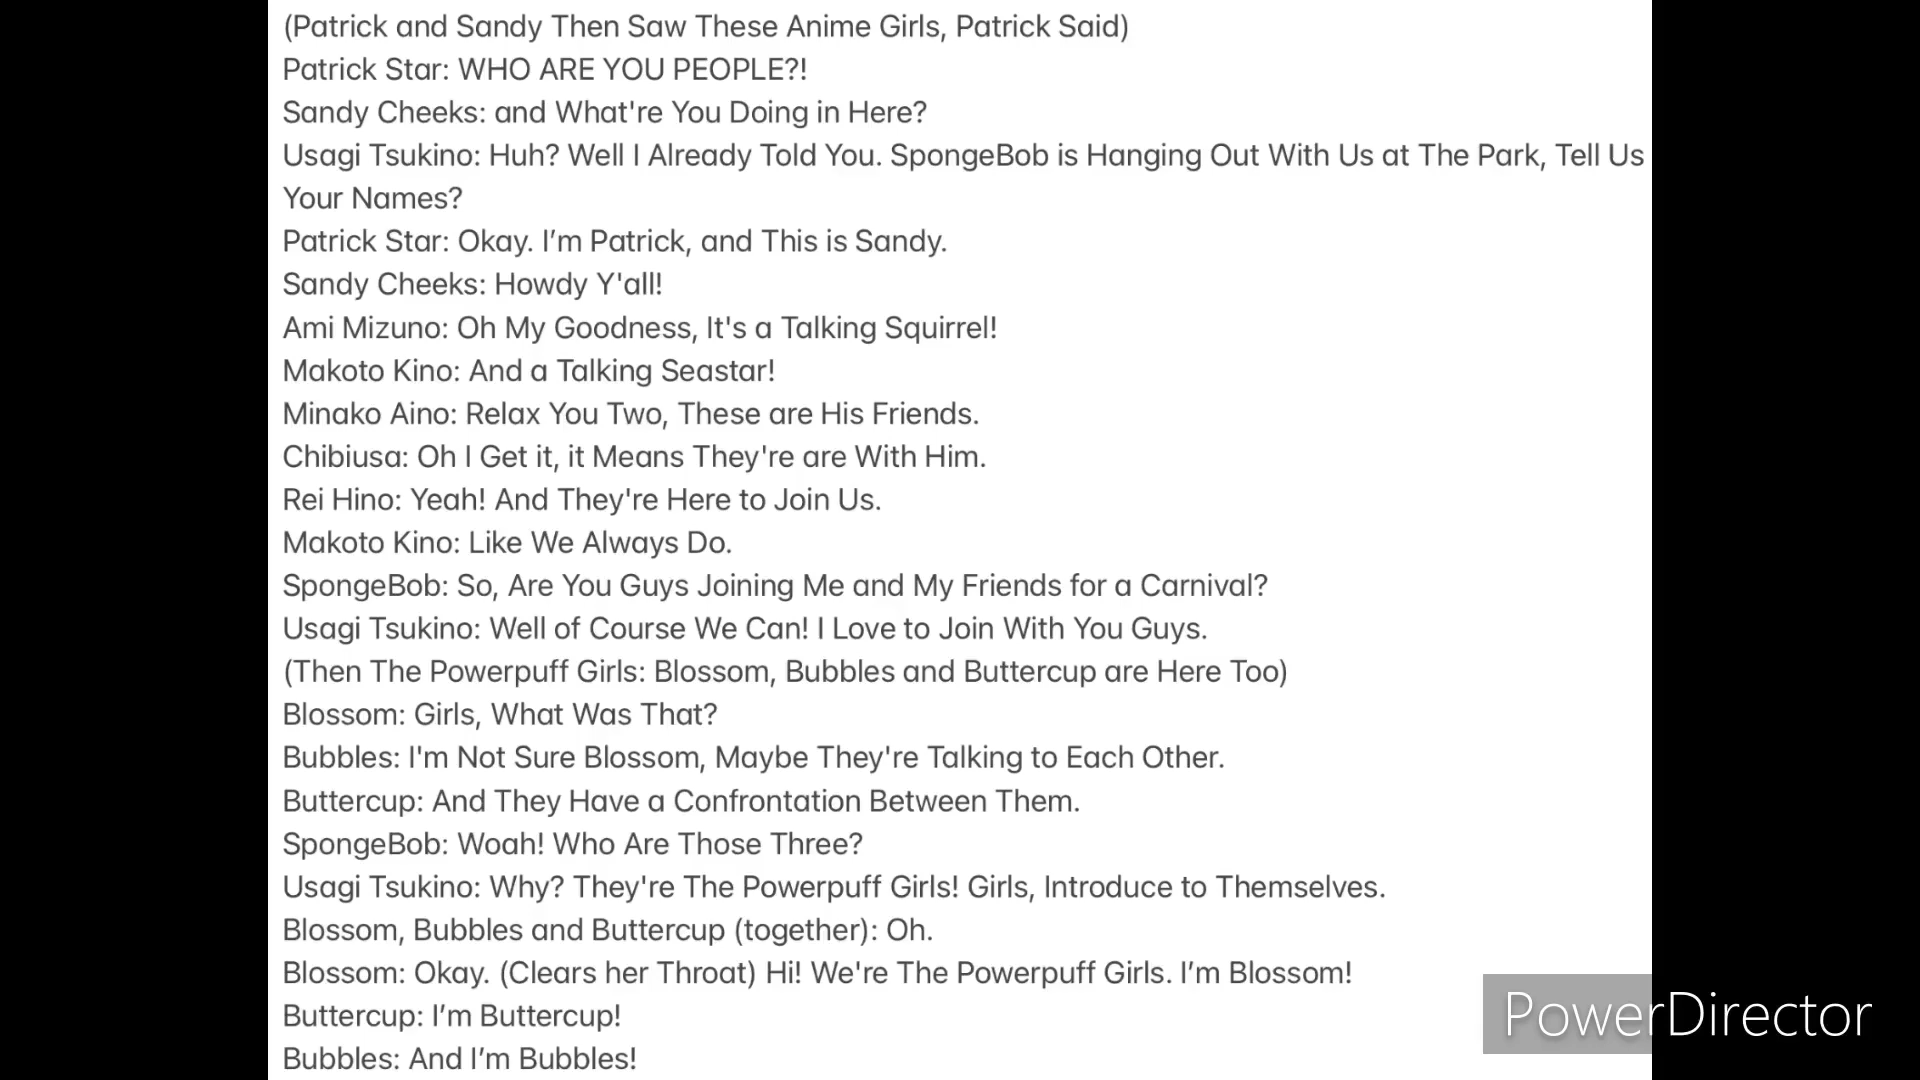 (Patrick and Sandy Then Saw These Anime Girls, Patrick Said)
Patrick Star: WHO ARE YOU PEOPLE?!
Sandy Cheeks: and What're You Doing in Here?
Usagi Tsukino: Huh? Well I Already Told You. SpongeBob is Hanging Out With Us at The Park, Tell Us
Your Names?
Patrick Star: Okay. I’m Patrick, and This is Sandy.
Sandy Cheeks: Howdy Y'all!
Ami Mizuno: Oh My Goodness, It's a Talking Squirrel!
Makoto Kino: And a Talking Seastar!
Minako Aino: Relax You Two, These are His Friends.
Chibiusa: Oh I Get it, it Means They're are With Him.
Rei Hino: Yeah! And They're Here to Join Us.
Makoto Kino: Like We Always Do.
SpongeBob: So, Are You Guys Joining Me and My Friends for a Carnival?
Usagi Tsukino: Well of Course We Can! I Love to Join With You Guys.
(Then The Powerpuff Girls: Blossom, Bubbles and Buttercup are Here Too)
Blossom: Girls, What Was That?
Bubbles: I'm Not Sure Blossom, Maybe They're Talking to Each Other.
Buttercup: And They Have a Confrontation Between Them.
SpongeBob: Woah! Who Are Those Three?
Usagi Tsukino: Why? They're The Powerpuff Girls! Girls, Introduce to Themselves.
Blossom, Bubbles and Buttercup (together): Oh.
Blossom: Okay. (Clears her Throat) Hi! We're The Powerpuff Girls. I’m Blossom!
Buttercup: I’m Buttercup!
Bubbles: And I’m Bubbles!
PowerDirector